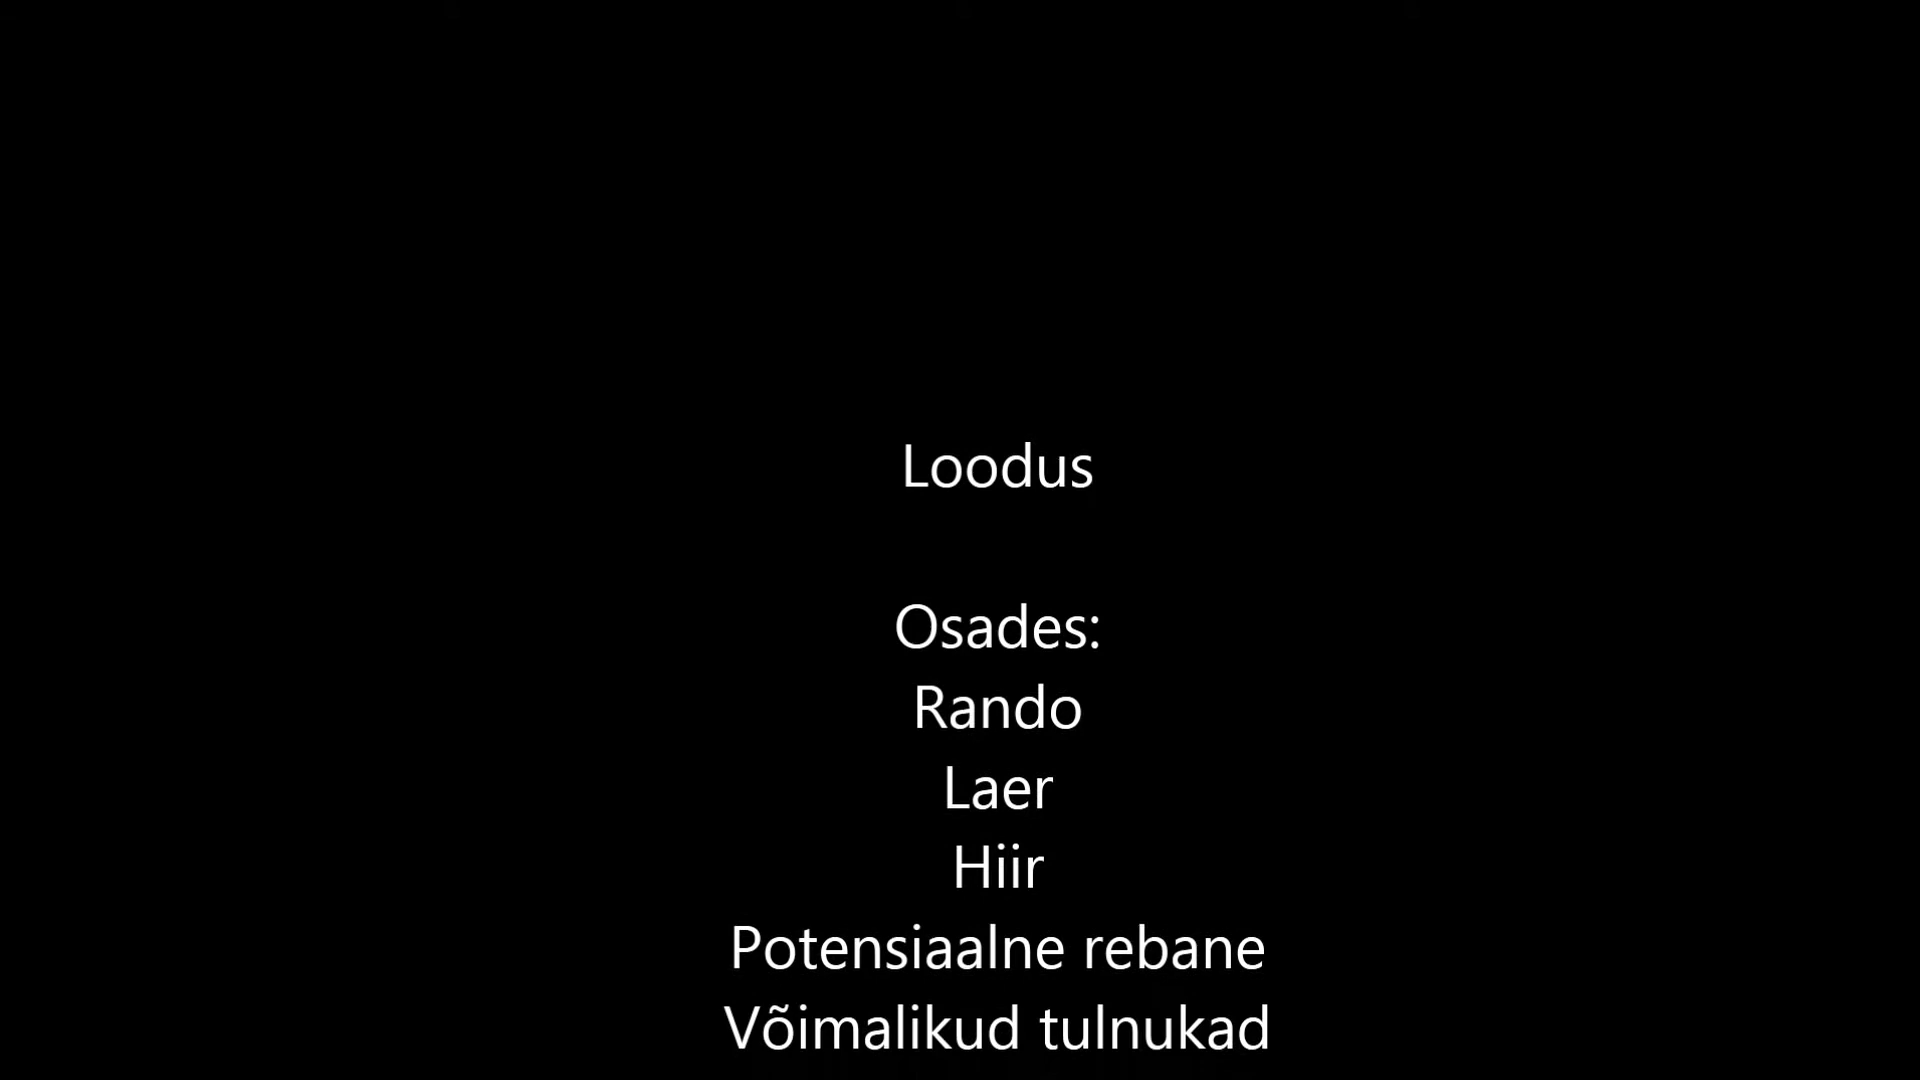 Loodus
Osades:
Rando
Laer
Hiir
Potensiaalne rebane
Võimalikud tulnukad